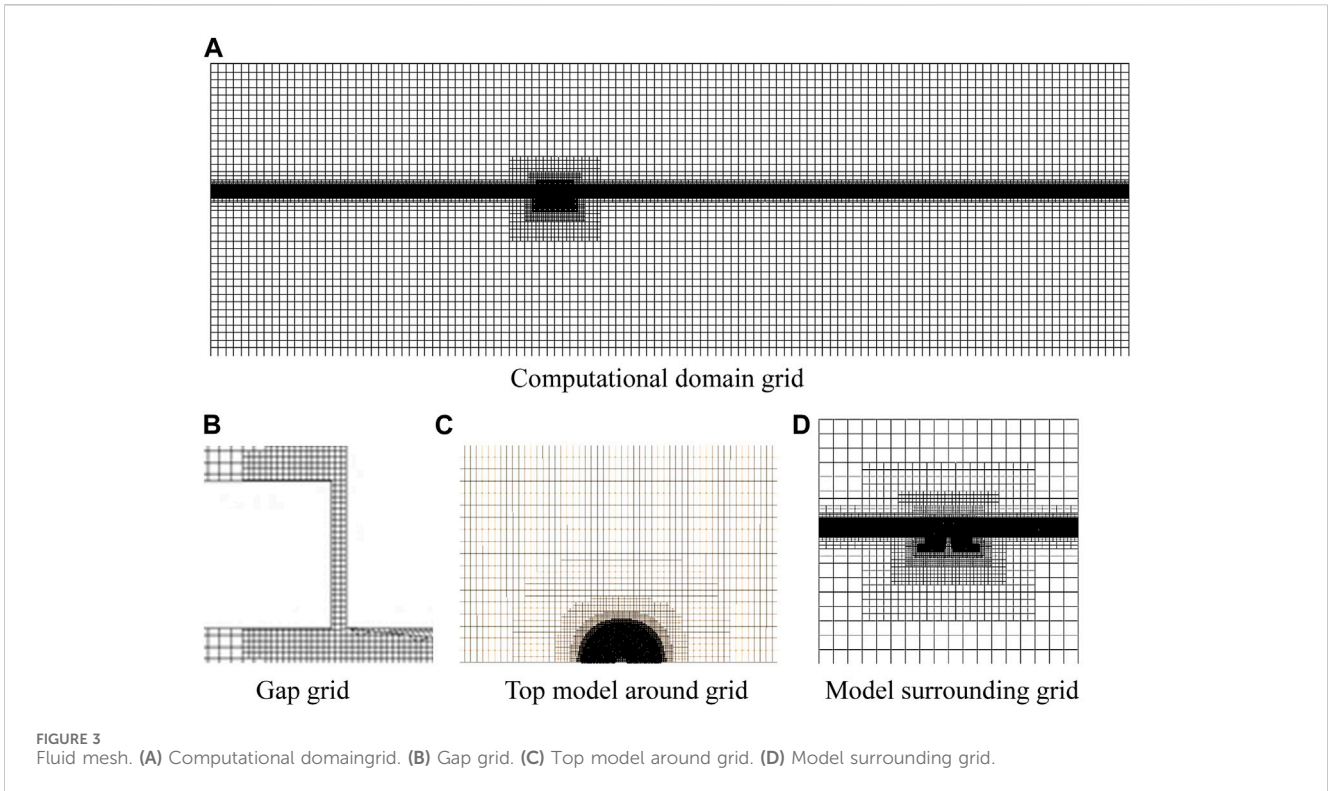 A
Computational domain grid
B
C
D
Gap grid
Top model around grid
Model surrounding grid
FIGURE 3
Fluid mesh. (A) Computational domaingrid. (B) Gap grid. (C) Top model around grid. (D) Model surrounding grid.